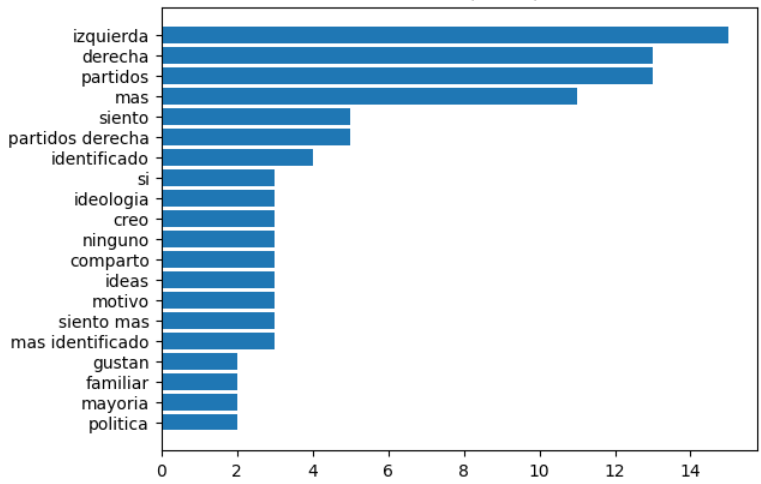 izquierda
derecha
partidos
mas
siento
partidos derecha
identificado
si
ideologia
creo
ninguno
comparto
ideas
motivo
siento mas
mas identificado
gustan
familiar
mayoria
politica
0 2 4 6 8 10 12 14